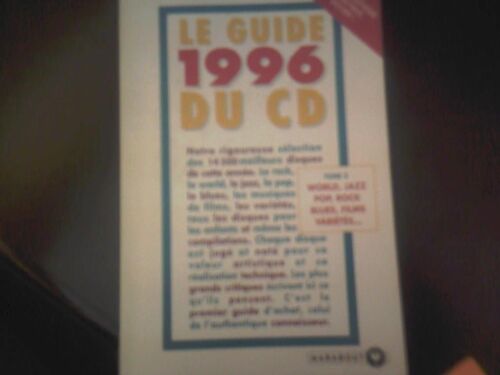 LE GUIDE
1996
DU CD
Notre rigoureuse sélection
des 14 500 meilleurs disques
de cette année. Le rock,
la world, le jazz, la pop,
le blues, les musiques
de films, les variétés,
tous les disques pour
les enfants et même les
compilations. Chaque disque
est jugé et noté pour sa
valeur artistique et sa
réalisation technique. Les plus
grands critiques écrivent ici ce
qu'ils pensent. C'est le
premier guide d'achat, celui
de l'authentique connaisseur.
TOME 2
WORLD, JAZZ
POP, ROCK
BLUES, FILMS
VARIÉTÉS...
MARABOUT